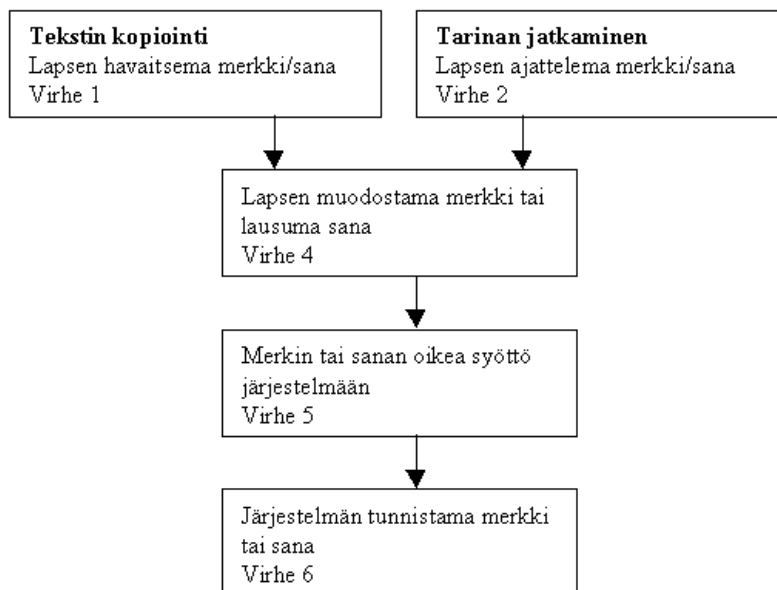 Tekstin kopiointi
Lapsen havaitsema merkki/sana
Virhe 1
Tarinan jatkaminen
Lapsen ajattelema merkki/sana
Virhe 2
Lapsen muodostama merkki tai
lausuma sana
Virhe 4
Merkin tai sanan oikea syöttö
järjestelmään
Virhe 5
Järjestelmän tunnistama merkki
tai sana
Virhe 6